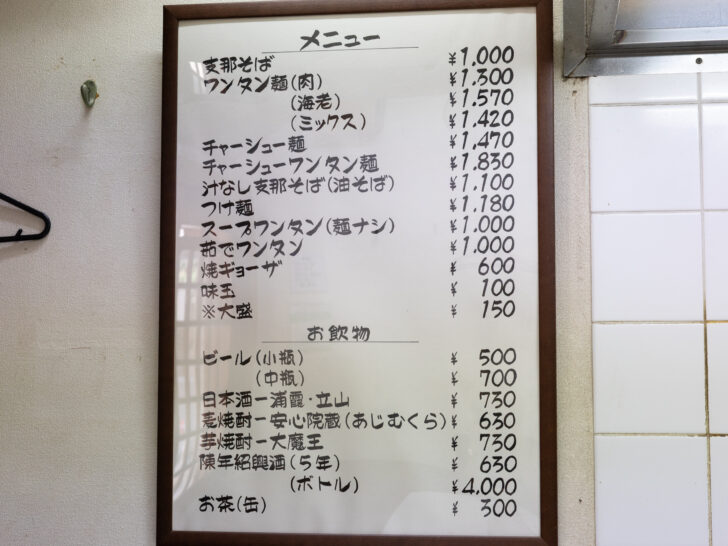 メニュー
支那そば ¥1.000
ワンタン麺(肉) ¥1.300
(海老) ¥1.570
(ミックス) ¥1.420
チャーシュー麺 ¥1.470
チャーシューワンタン麺 ¥1.830
汁なし支那そば(油そば) ¥1.100
つけ麺 ¥1.180
スープワンタン(麺ナシ) ¥1.000
茹でワンタン ¥1.000
焼ギョーザ ¥600
味玉 ¥100
※大盛 ¥150
お飲物
ビール(小瓶) ¥500
(中瓶) ¥700
日本酒ー浦霞・立山 ¥730
麦焼酎ー安心院蔵(あじむくら) ¥630
芋焼酎ー大魔王 ¥730
陳年紹興酒(5年) ¥630
(ボトル) ¥4.000
お茶(缶) ¥300